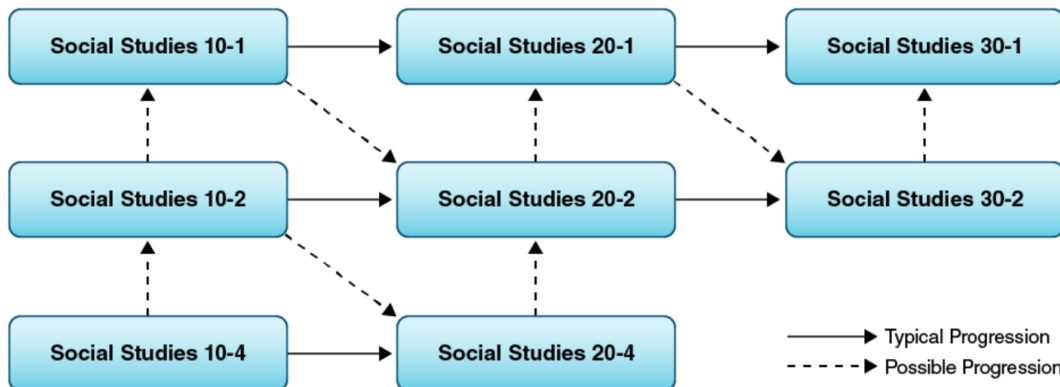 Social Studies 10-1
Social Studies 20-1
Social Studies 30-1
Social Studies 10-2
Social Studies 20-2
Social Studies 30-2
Social Studies 10-4
Social Studies 20-4
Typical Progression
Possible Progression